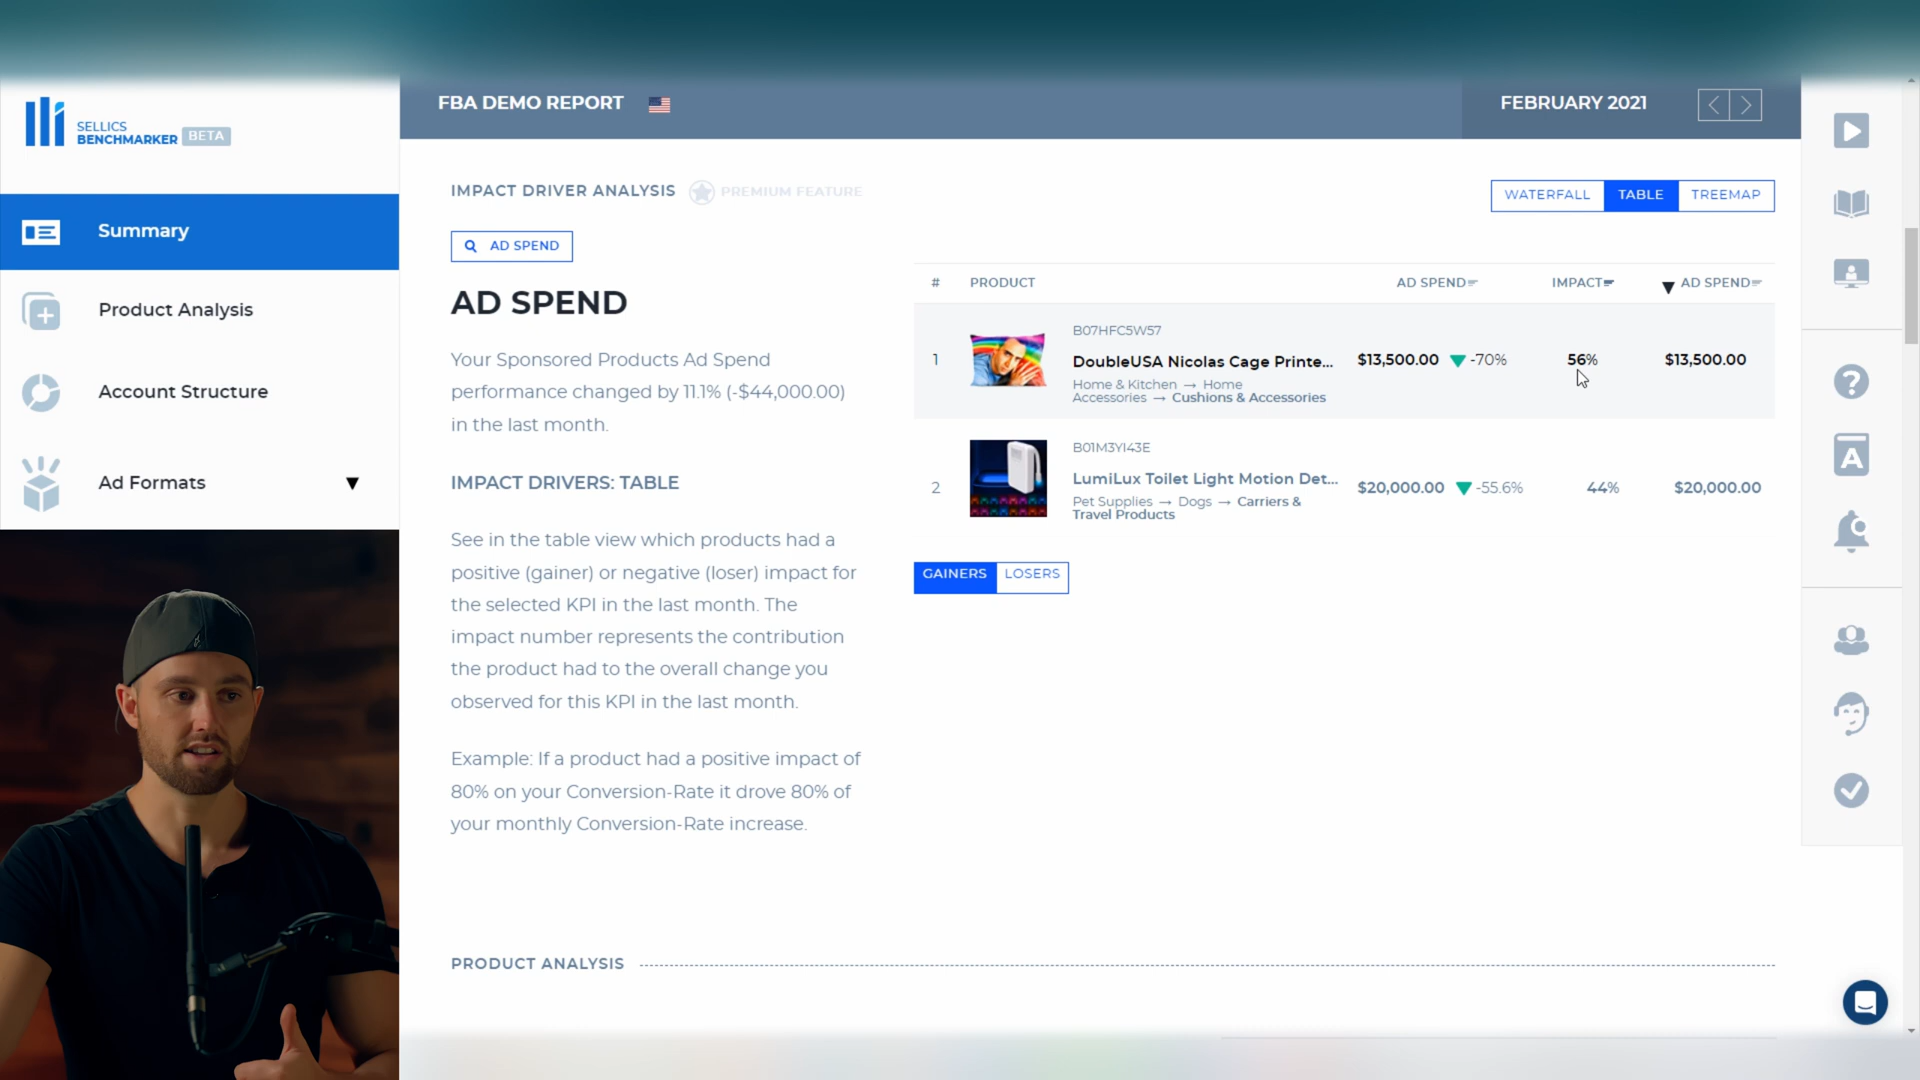 SELLICS
BENCHMARKER BETA
FBA DEMO REPORT
FEBRUARY 2021
Summary
Product Analysis
Account Structure
Ad Formats
IMPACT DRIVER ANALYSIS PREMIUM FEATURE
WATERFALL TABLE TREEMAP
AD SPEND
AD SPEND
Your Sponsored Products Ad Spend
performance changed by 11.1% (-$44,000.00)
in the last month.
IMPACT DRIVERS: TABLE
See in the table view which products had a
positive (gainer) or negative (loser) impact for
the selected KPI in the last month. The
impact number represents the contribution
the product had to the overall change you
observed for this KPI in the last month.
Example: If a product had a positive impact of
80% on your Conversion-Rate it drove 80% of
your monthly Conversion-Rate increase.
# PRODUCT AD SPEND IMPACT AD SPEND
B07HFC5W57
1 DoubleUSA Nicolas Cage Printe... $13,500.00 -70% 56% $13,500.00
Home & Kitchen → Home
Accessories → Cushions & Accessories
B01M3YI43E
2 LumiLux Toilet Light Motion Det... $20,000.00 -55.6% 44% $20,000.00
Pet Supplies → Dogs → Carriers &
Travel Products
GAINERS LOSERS
PRODUCT ANALYSIS
A